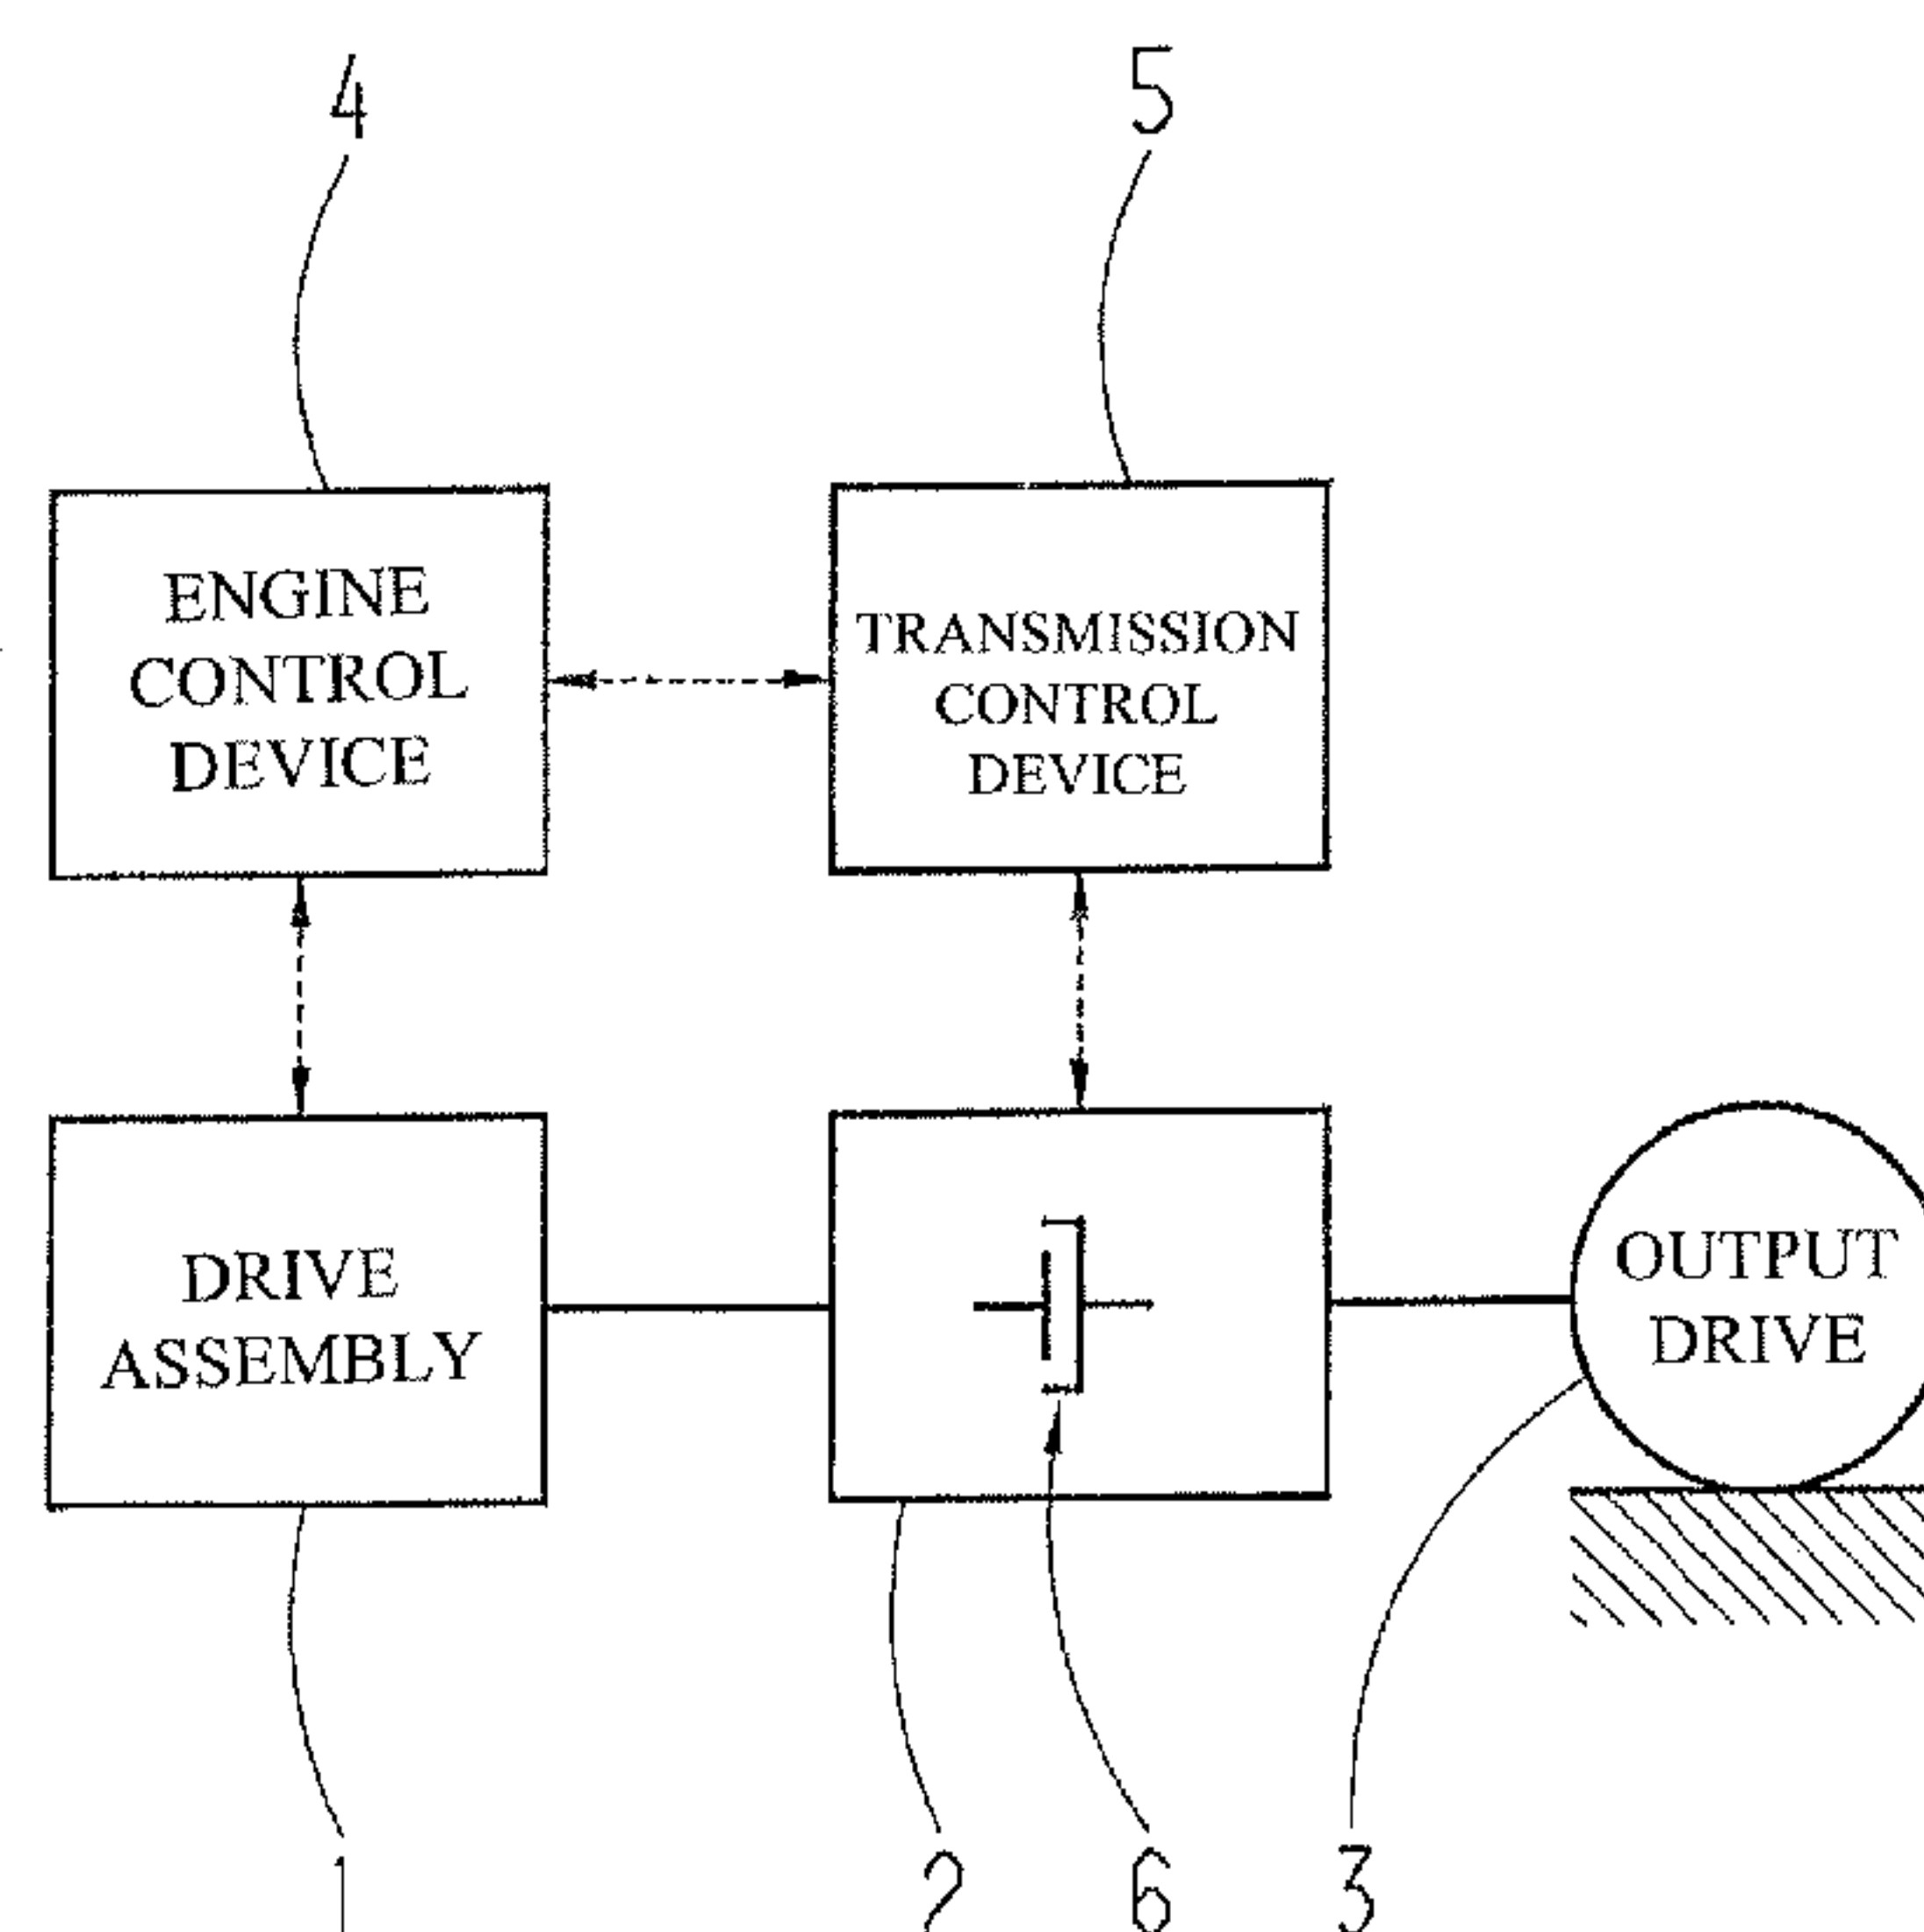 4
5
ENGINE
CONTROL
DEVICE
TRANSMISSION
CONTROL
DEVICE
DRIVE
ASSEMBLY
OUTPUT
DRIVE
1
2
6
3